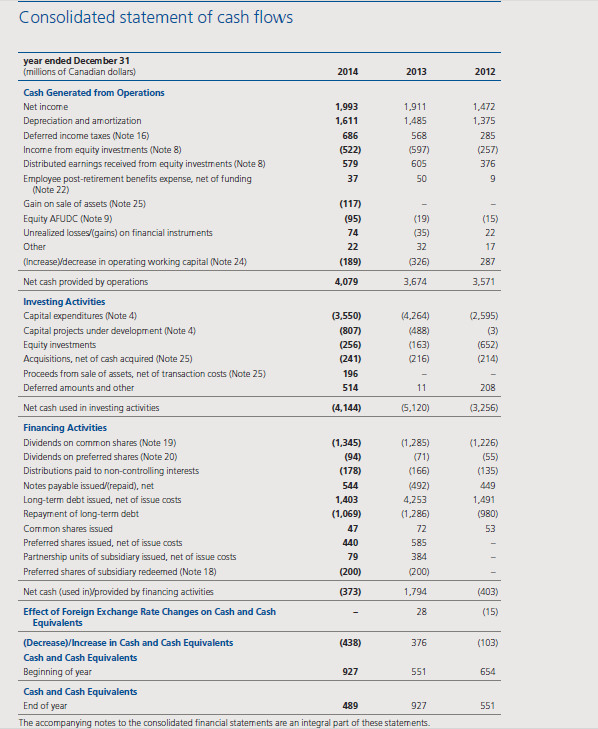 Consolidated statement of cash flows
year ended December 31
(millions of Canadian dollars) 2014 2013 2012
Cash Generated from Operations
Net income 1,993 1,911 1,472
Depreciation and amortization 1,611 1,485 1,375
Deferred income taxes (Note 16) 686 568 285
Income from equity investments (Note 8) (522) (597) (257)
Distributed earnings received from equity investments (Note 8) 579 605 376
Employee post-retirement benefits expense, net of funding 37 50 9
(Note 22)
Gain on sale of assets (Note 25) (117) – –
Equity AFUDC (Note 9) (95) (19) (15)
Unrealized losses/(gains) on financial instruments 74 (35) 22
Other 22 32 17
(Increase)/decrease in operating working capital (Note 24) (189) (326) 287
Net cash provided by operations 4,079 3,674 3,571
Investing Activities
Capital expenditures (Note 4) (3,550) (4,264) (2,595)
Capital projects under development (Note 4) (807) (488) (3)
Equity investments (256) (163) (652)
Acquisitions, net of cash acquired (Note 25) (241) (216) (214)
Proceeds from sale of assets, net of transaction costs (Note 25) 196 – –
Deferred amounts and other 514 11 208
Net cash used in investing activities (4,144) (5,120) (3,256)
Financing Activities
Dividends on common shares (Note 19) (1,345) (1,285) (1,226)
Dividends on preferred shares (Note 20) (94) (71) (55)
Distributions paid to non-controlling interests (178) (166) (135)
Notes payable issued/(repaid), net 544 (492) 449
Long-term debt issued, net of issue costs 1,403 4,253 1,491
Repayment of long-term debt (1,069) (1,286) (980)
Common shares issued 47 72 53
Preferred shares issued, net of issue costs 440 585 –
Partnership units of subsidiary issued, net of issue costs 79 384 –
Preferred shares of subsidiary redeemed (Note 18) (200) (200) –
Net cash (used in)/provided by financing activities (373) 1,794 (403)
Effect of Foreign Exchange Rate Changes on Cash and Cash – 28 (15)
Equivalents
(Decrease)/Increase in Cash and Cash Equivalents (438) 376 (103)
Cash and Cash Equivalents
Beginning of year 927 551 654
Cash and Cash Equivalents
End of year 489 927 551
The accompanying notes to the consolidated financial statements are an integral part of these statements.